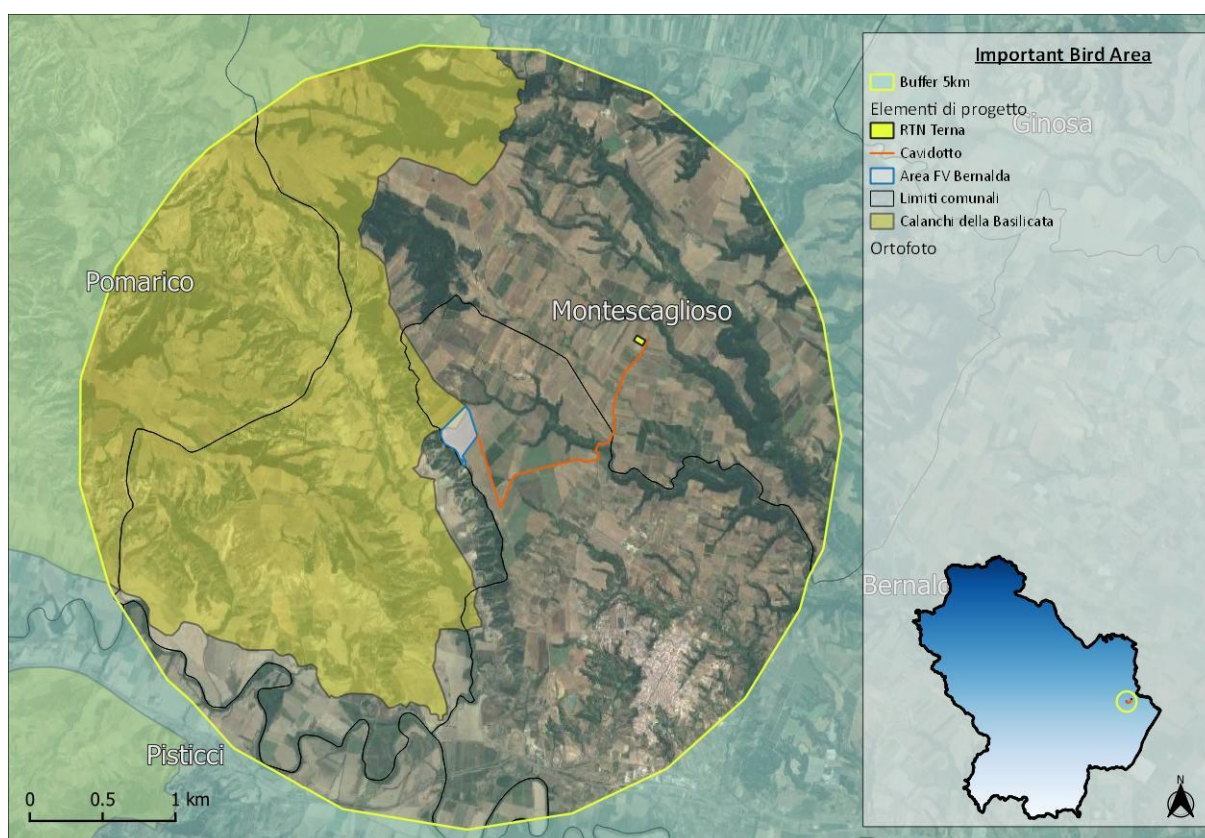 Important Bird Area
Buffer 5km
Elementi di progetto
Ginosa
RTN Terna
Cavidotto
Area FV Bernalda
Limiti comunali
Calanchi della Basilicata
Ortofoto
Pomarico
Montescaglioso
Bernalo
Pisticci
0 0.5 1 km
N